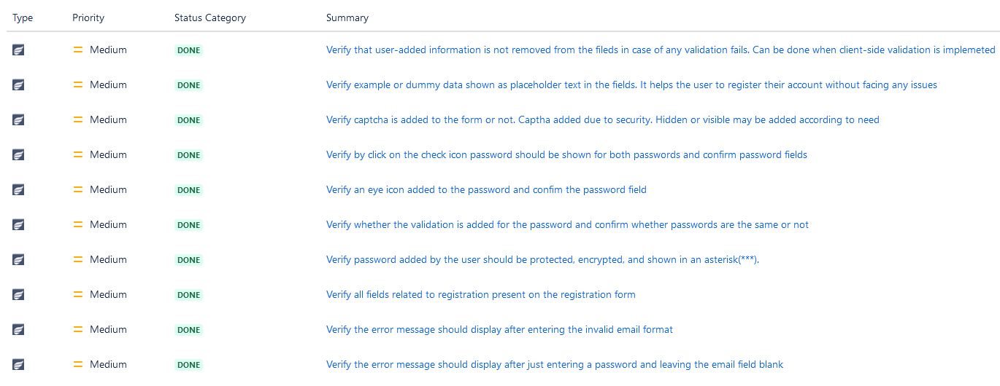 Type Priority Status Category Summary
Medium DONE Verify that user-added information is not removed from the fileds in case of any validation fails. Can be done when client-side validation is implemeted
Medium DONE Verify example or dummy data shown as placeholder text in the fields. It helps the user to register their account without facing any issues
Medium DONE Verify captcha is added to the form or not. Captha added due to security. Hidden or visible may be added according to need
Medium DONE Verify by click on the check icon password should be shown for both passwords and confirm password fields
Medium DONE Verify an eye icon added to the password and confim the password field
Medium DONE Verify whether the validation is added for the password and confirm whether passwords are the same or not
Medium DONE Verify password added by the user should be protected, encrypted, and shown in an asterisk(***).
Medium DONE Verify all fields related to registration present on the registration form
Medium DONE Verify the error message should display after entering the invalid email format
Medium DONE Verify the error message should display after just entering a password and leaving the email field blank